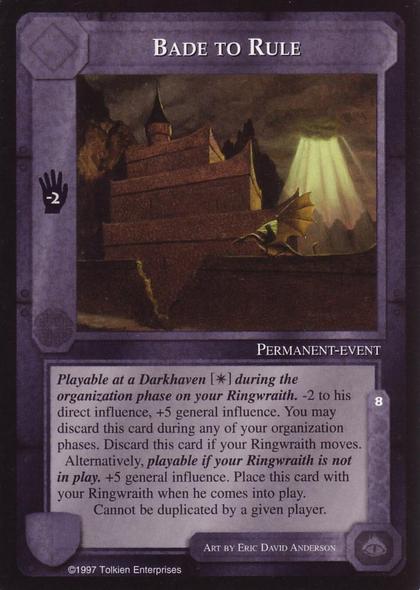 BADE TO RULE
-2
PERMANENT-EVENT
Playable at a Darkhaven [☀] during the
organization phase on your Ringwraith. -2 to his
direct influence, +5 general influence. You may
discard this card during any of your organization
phases. Discard this card if your Ringwraith moves.
Alternatively, playable if your Ringwraith is not
in play. +5 general influence. Place this card with
your Ringwraith when he comes into play.
Cannot be duplicated by a given player.
8
ART BY ERIC DAVID ANDERSON
©1997 Tolkien Enterprises